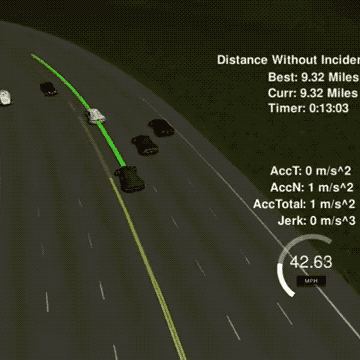 Distance Without Inciden
Best: 9.32 Miles
Curr: 9.32 Miles
Timer: 0:13:03
AccT: 0 m/s^2
AccN: 1 m/s^2
AccTotal: 1 m/s^2
Jerk: 0 m/s^3
42.63
MPH